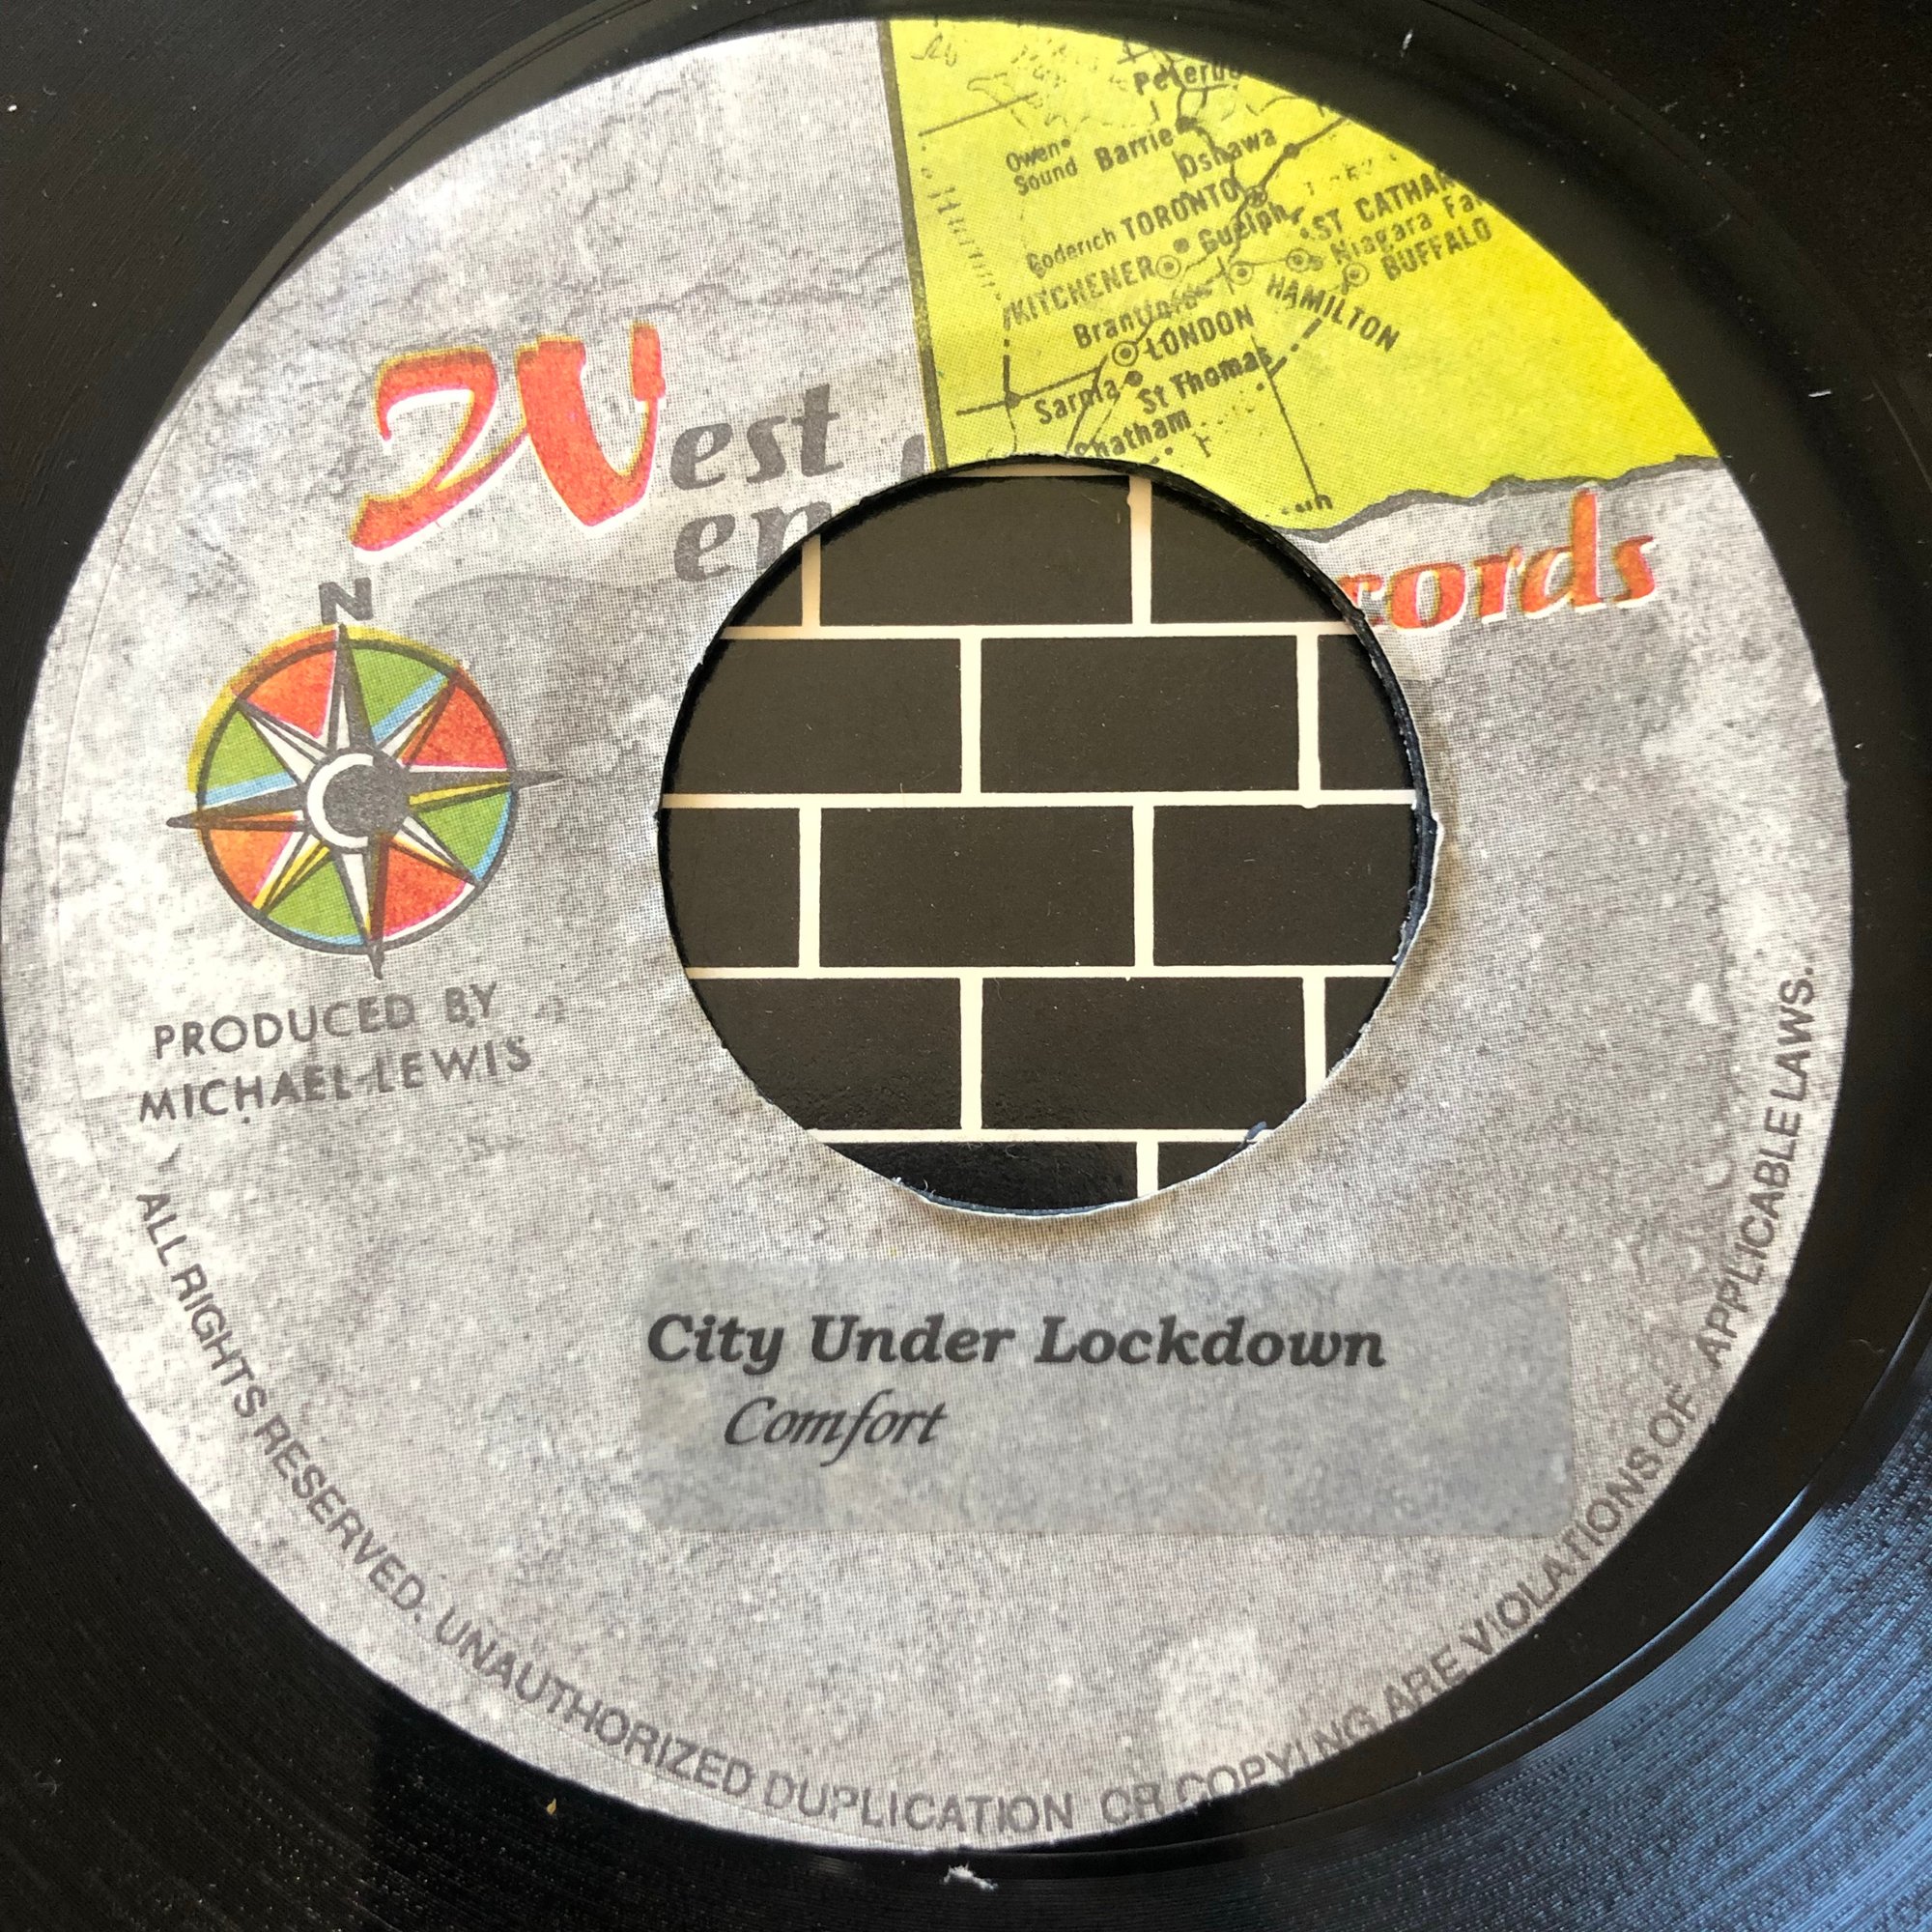 West
en
cords
N
PRODUCED BY
MICHAEL LEWIS
Owen
Sound
Barrie
Oshawa
Goderich TORONTO
Guelph
ST CATHAR
Niagara Fal
KITCHENER
BUFFALO
HAMILTON
LONDON
Sarnia
St Thomas
Chatham
City Under Lockdown
Comfort
ALL RIGHTS RESERVED. UNAUTHORIZED DUPLICATION OR COPYING ARE VIOLATIONS OF APPLICABLE LAWS.